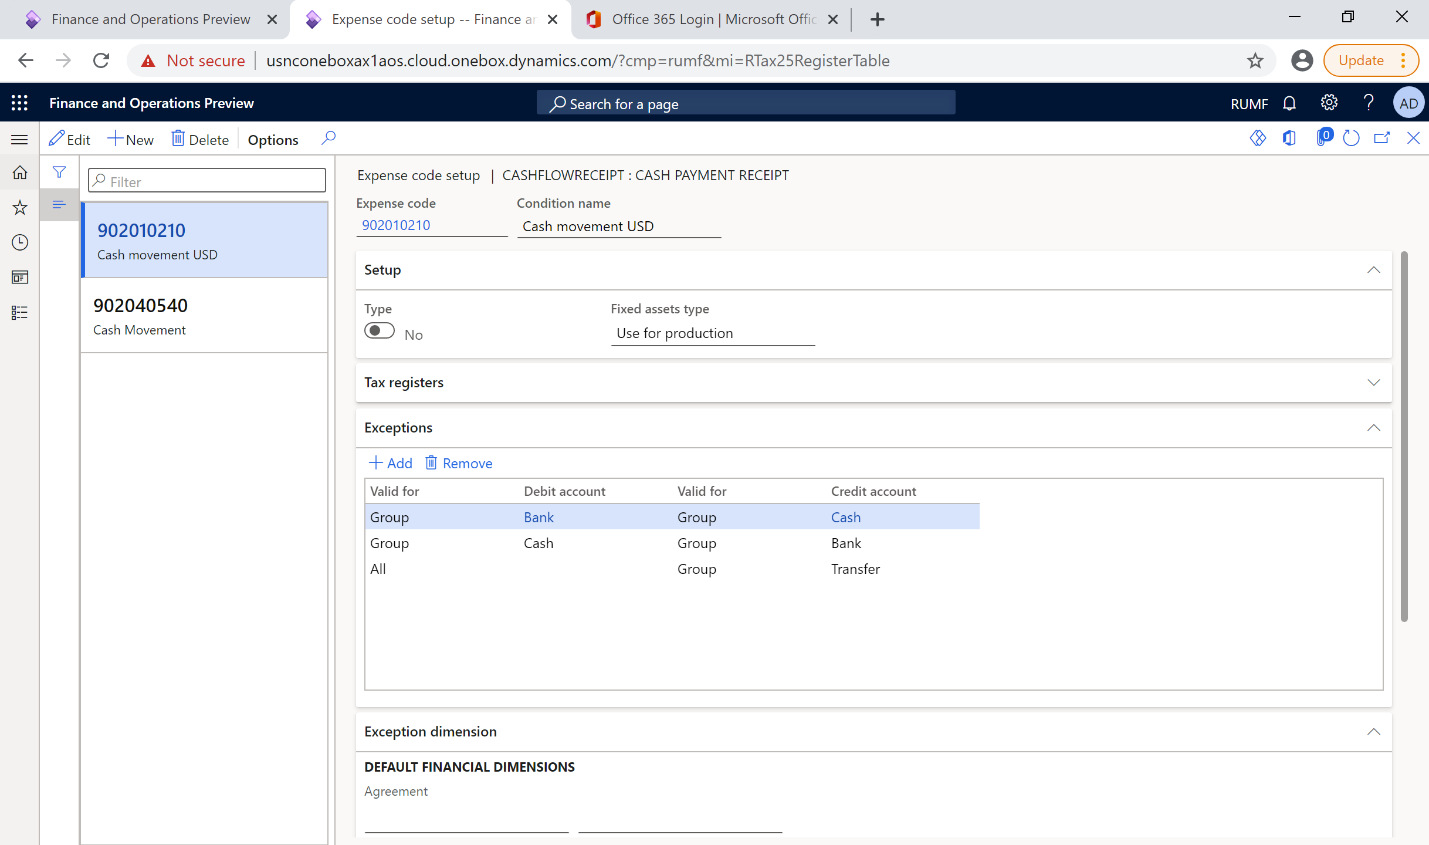 Finance and Operations Preview
Expense code setup -- Finance ar
Office 365 Login | Microsoft Offic
Not secure
usnconeboxax1aos.cloud.onebox.dynamics.com/?cmp=rumf&mi=RTax25RegisterTable
Update
Finance and Operations Preview
Search for a page
RUMF
?
AD
Edit
New
Delete
Options
0
Filter
902010210
Cash movement USD
902040540
Cash Movement
Expense code setup | CASHFLOWRECEIPT : CASH PAYMENT RECEIPT
Expense code
Condition name
902010210
Cash movement USD
Setup
Type
Fixed assets type
No
Use for production
Tax registers
Exceptions
Add
Remove
Valid for Debit account Valid for Credit account
Group Bank Group Cash
Group Cash Group Bank
All Group Transfer
Exception dimension
DEFAULT FINANCIAL DIMENSIONS
Agreement